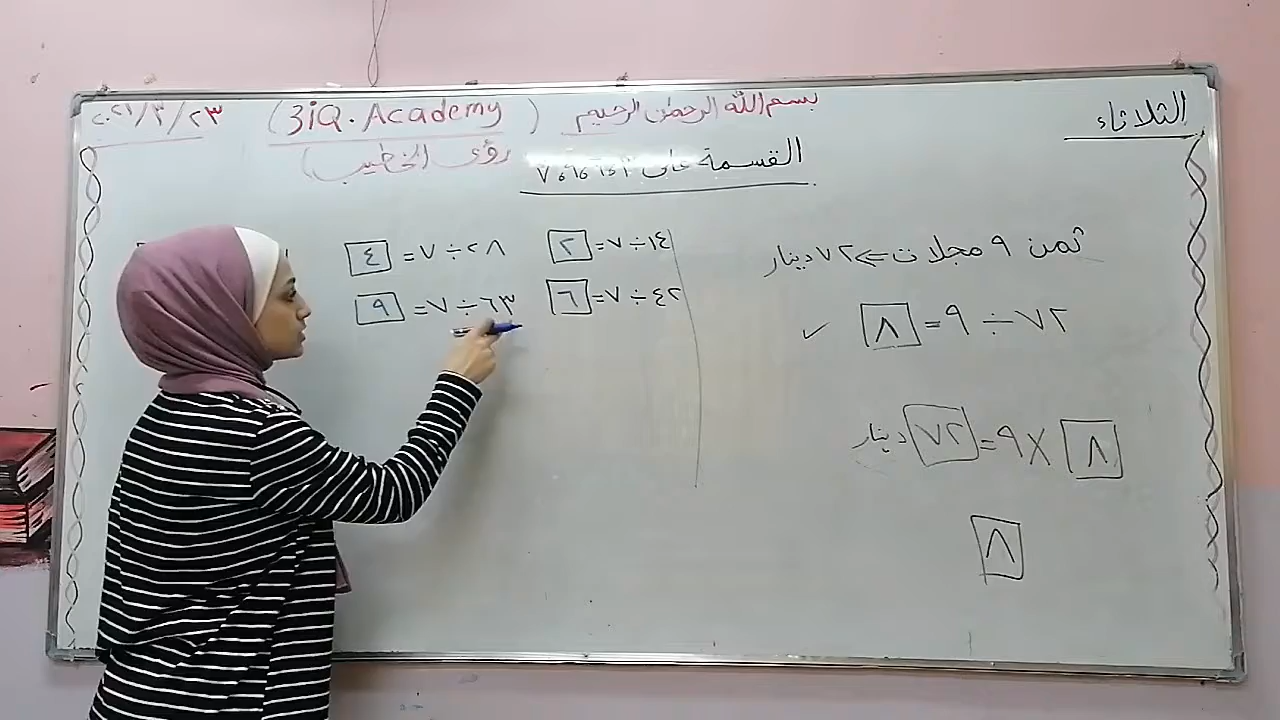 الثلاثاء
بسم الله الرحمن الرحيم
(3iQ. Academy)
٢٠٢١/٣/٢٣
رؤى الخطيب)
القسمة على ٣، ٦، ٩، ٧
ثمن ٩ مجلات ⇐ ٧٢ دينار
٧٢ ÷ ٩ = ٨ ✓
٨ × ٩ = ٧٢ دينار
٨
١٤ ÷ ٧ = ٢
٢٨ ÷ ٧ = ٤
٤٢ ÷ ٧ = ٦
٦٣ ÷ ٧ = ٩